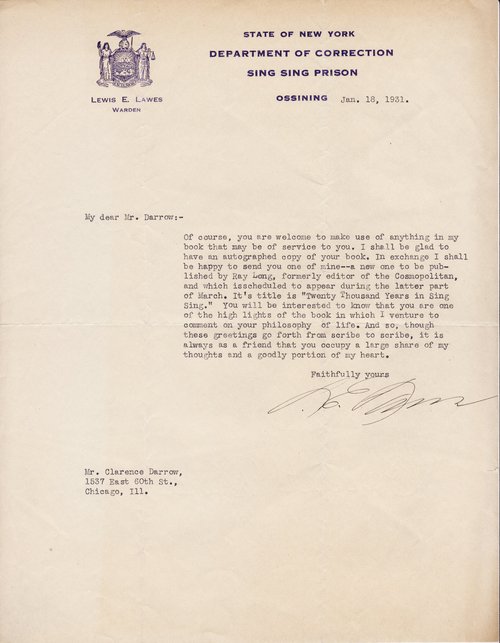 STATE OF NEW YORK
DEPARTMENT OF CORRECTION
SING SING PRISON
LEWIS E. LAWES
WARDEN
OSSINING Jan. 18, 1931.
My dear Mr. Darrow:-
Of course, you are welcome to make use of anything in my
book that may be of service to you. I shall be glad to
have an autographed copy of your book. In exchange I shall
be happy to send you one of mine--a new one to be pub-
lished by Ray Long, formerly editor of the Cosmopolitan,
and which isscheduled to appear during the latter part
of March. It's title is "Twenty Thousand Years in Sing
Sing." You will be interested to know that you are one
of the high lights of the book in which I venture to
comment on your philosophy of life. And so, though
these greetings go forth from scribe to scribe, it is
always as a friend that you occupy a large share of my
thoughts and a goodly portion of my heart.
Faithfully yours
Mr. Clarence Darrow,
1537 East 60th St.,
Chicago, Ill.